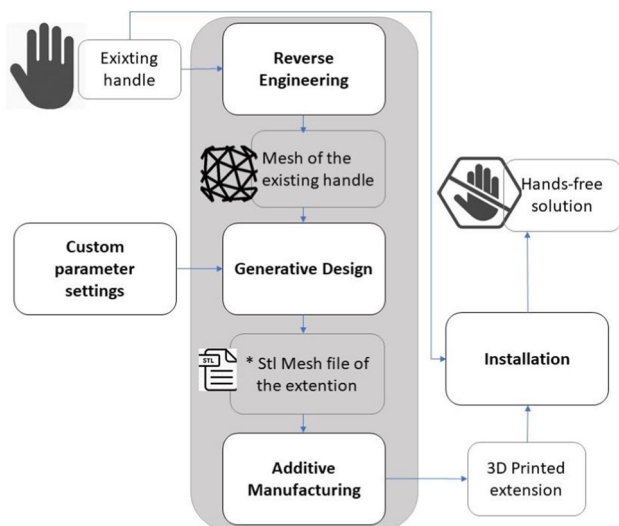 Exixting
handle
Reverse
Engineering
Mesh of the
existing handle
Hands-free
solution
Custom
parameter
settings
Generative Design
STL
* Stl Mesh file of
the extention
Installation
Additive
Manufacturing
3D Printed
extension